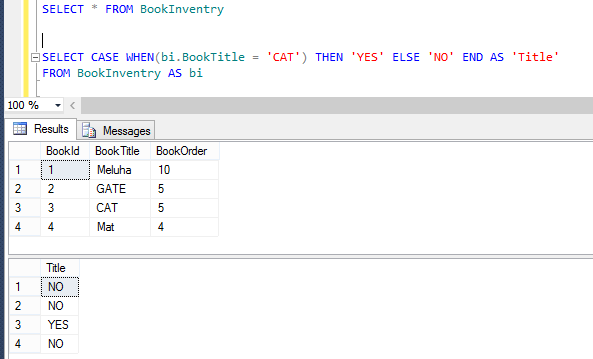 SELECT * FROM BookInventry
SELECT CASE WHEN(bi.BookTitle = 'CAT') THEN 'YES' ELSE 'NO' END AS 'Title'
FROM BookInventry AS bi
100 %
Results Messages
BookId BookTitle BookOrder
1 1 Meluha 10
2 2 GATE 5
3 3 CAT 5
4 4 Mat 4
Title
1 NO
2 NO
3 YES
4 NO